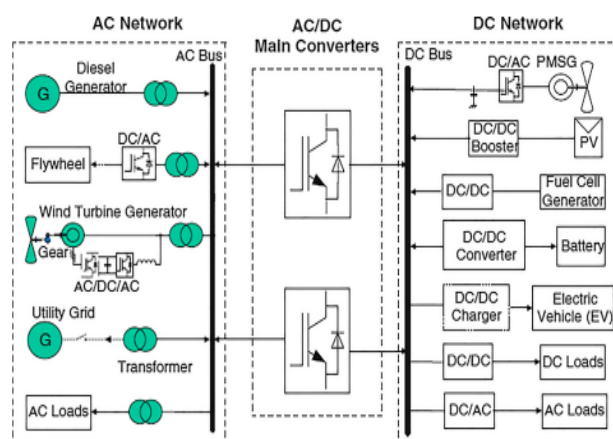 AC Network
AC/DC
Main Converters
DC Network
AC Bus
Diesel
Generator
G
DC/AC
Flywheel
Wind Turbine Generator
Gear
AC/DC/AC
Utility Grid
G
Transformer
AC Loads
DC Bus
DC/AC
PMSG
DC/DC
Booster
PV
DC/DC
Fuel Cell
Generator
DC/DC
Converter
Battery
DC/DC
Charger
Electric
Vehicle (EV)
DC/DC
DC Loads
DC/AC
AC Loads